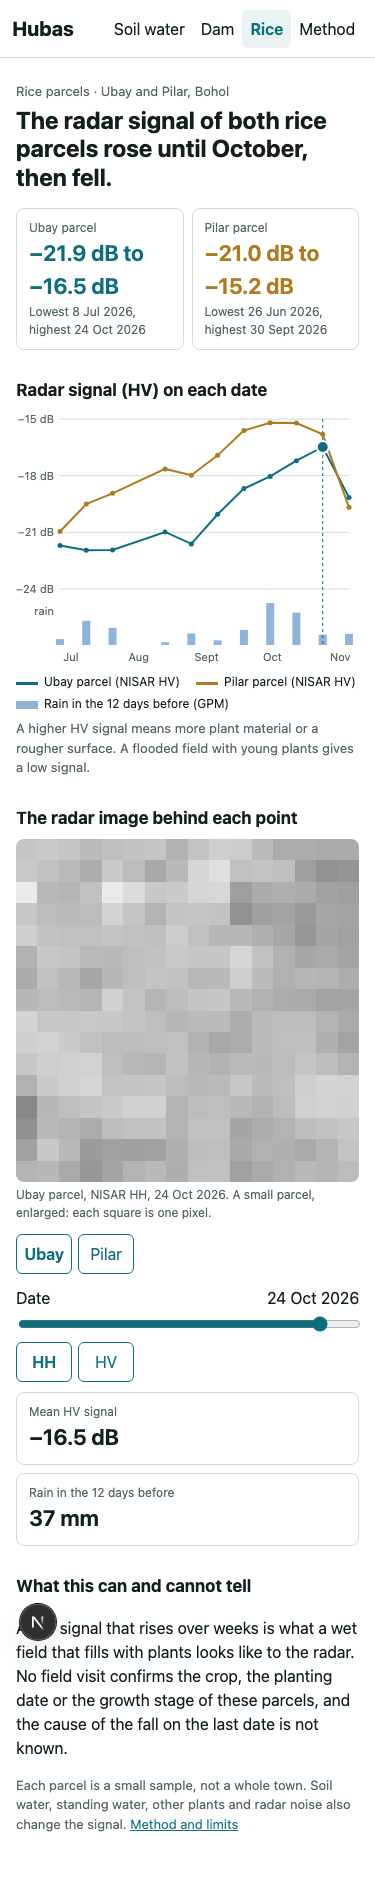 Hubas
Soil water
Dam
Rice
Method
Rice parcels · Ubay and Pilar, Bohol
The radar signal of both rice
parcels rose until October,
then fell.
Ubay parcel
−21.9 dB to
−16.5 dB
Lowest 8 Jul 2026,
highest 24 Oct 2026
Pilar parcel
−21.0 dB to
−15.2 dB
Lowest 26 Jun 2026,
highest 30 Sept 2026
Radar signal (HV) on each date
−15 dB
−18 dB
−21 dB
−24 dB
rain
Jul
Aug
Sept
Oct
Nov
Ubay parcel (NISAR HV)
Pilar parcel (NISAR HV)
Rain in the 12 days before (GPM)
A higher HV signal means more plant material or a
rougher surface. A flooded field with young plants gives
a low signal.
The radar image behind each point
Ubay parcel, NISAR HH, 24 Oct 2026. A small parcel,
enlarged: each square is one pixel.
Ubay
Pilar
Date
24 Oct 2026
HH
HV
Mean HV signal
−16.5 dB
Rain in the 12 days before
37 mm
What this can and cannot tell
N
signal that rises over weeks is what a wet
field that fills with plants looks like to the radar.
No field visit confirms the crop, the planting
date or the growth stage of these parcels, and
the cause of the fall on the last date is not
known.
Each parcel is a small sample, not a whole town. Soil
water, standing water, other plants and radar noise also
change the signal. Method and limits